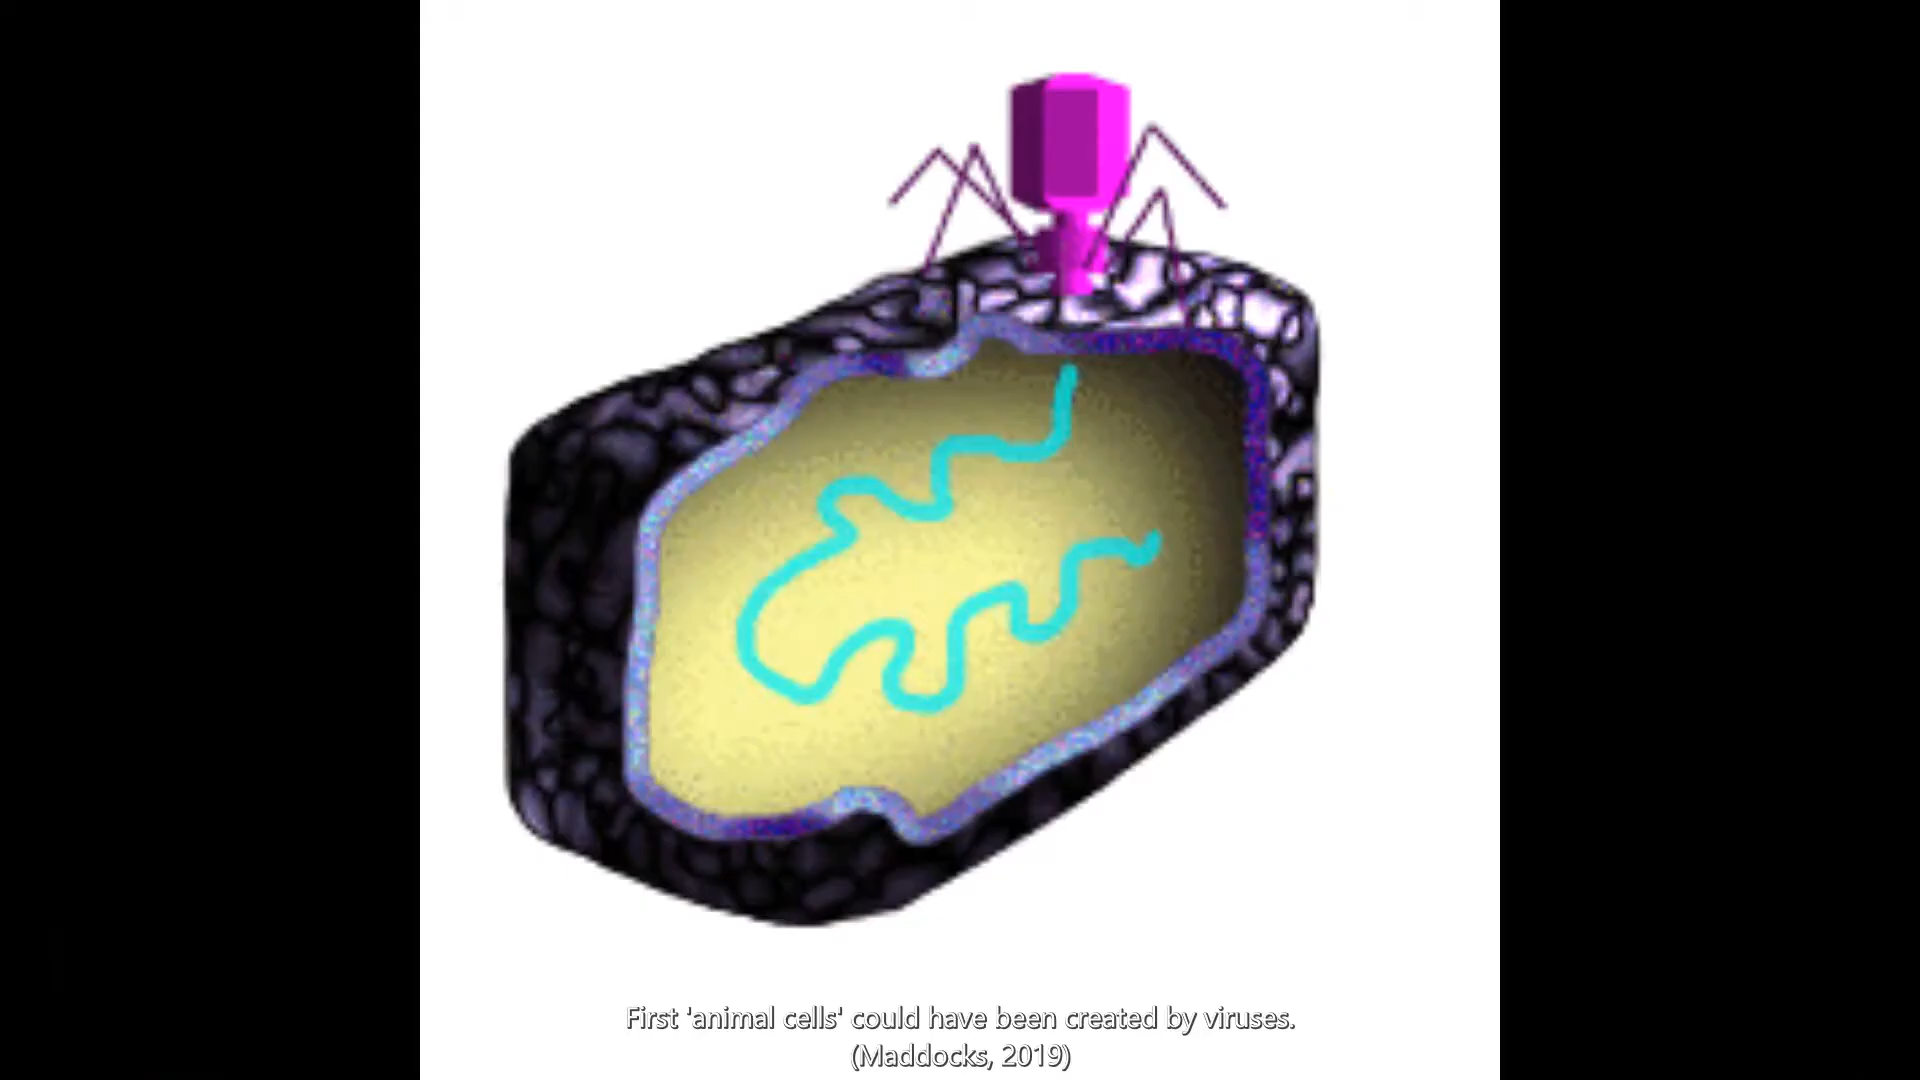 First 'animal cells' could have been created by viruses.
(Maddocks, 2019)